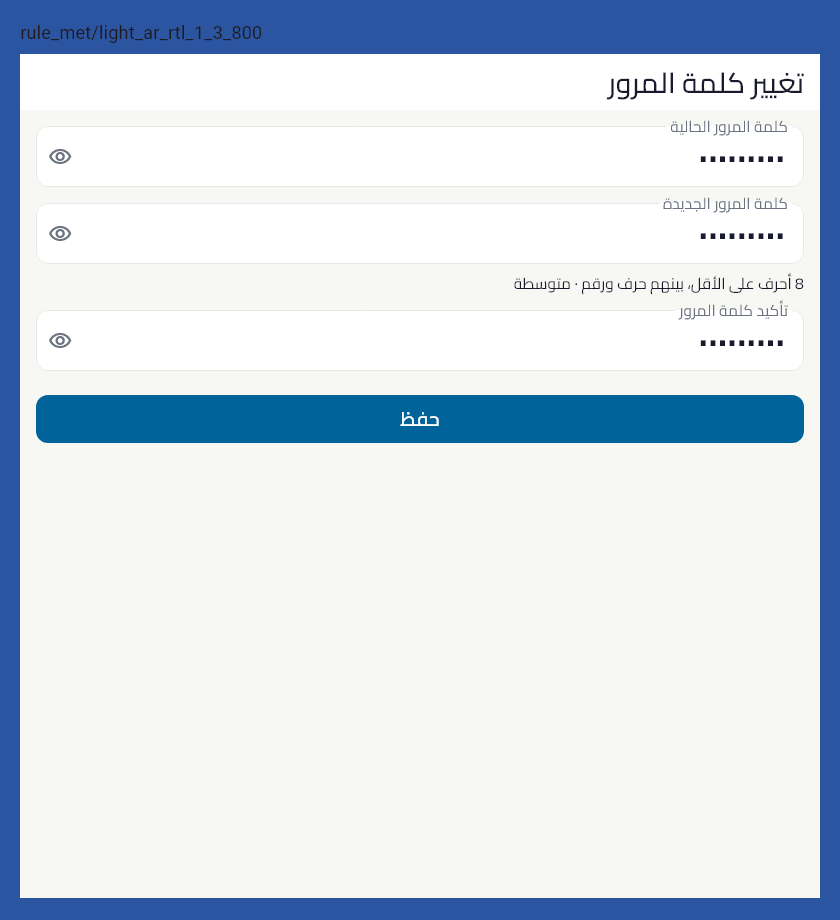 rule_met/light_ar_rtl_1_3_800
تغيير كلمة المرور
كلمة المرور الحالية
•••••••••
كلمة المرور الجديدة
•••••••••
8 أحرف على الأقل، بينهم حرف ورقم · متوسطة
تأكيد كلمة المرور
•••••••••
حفظ